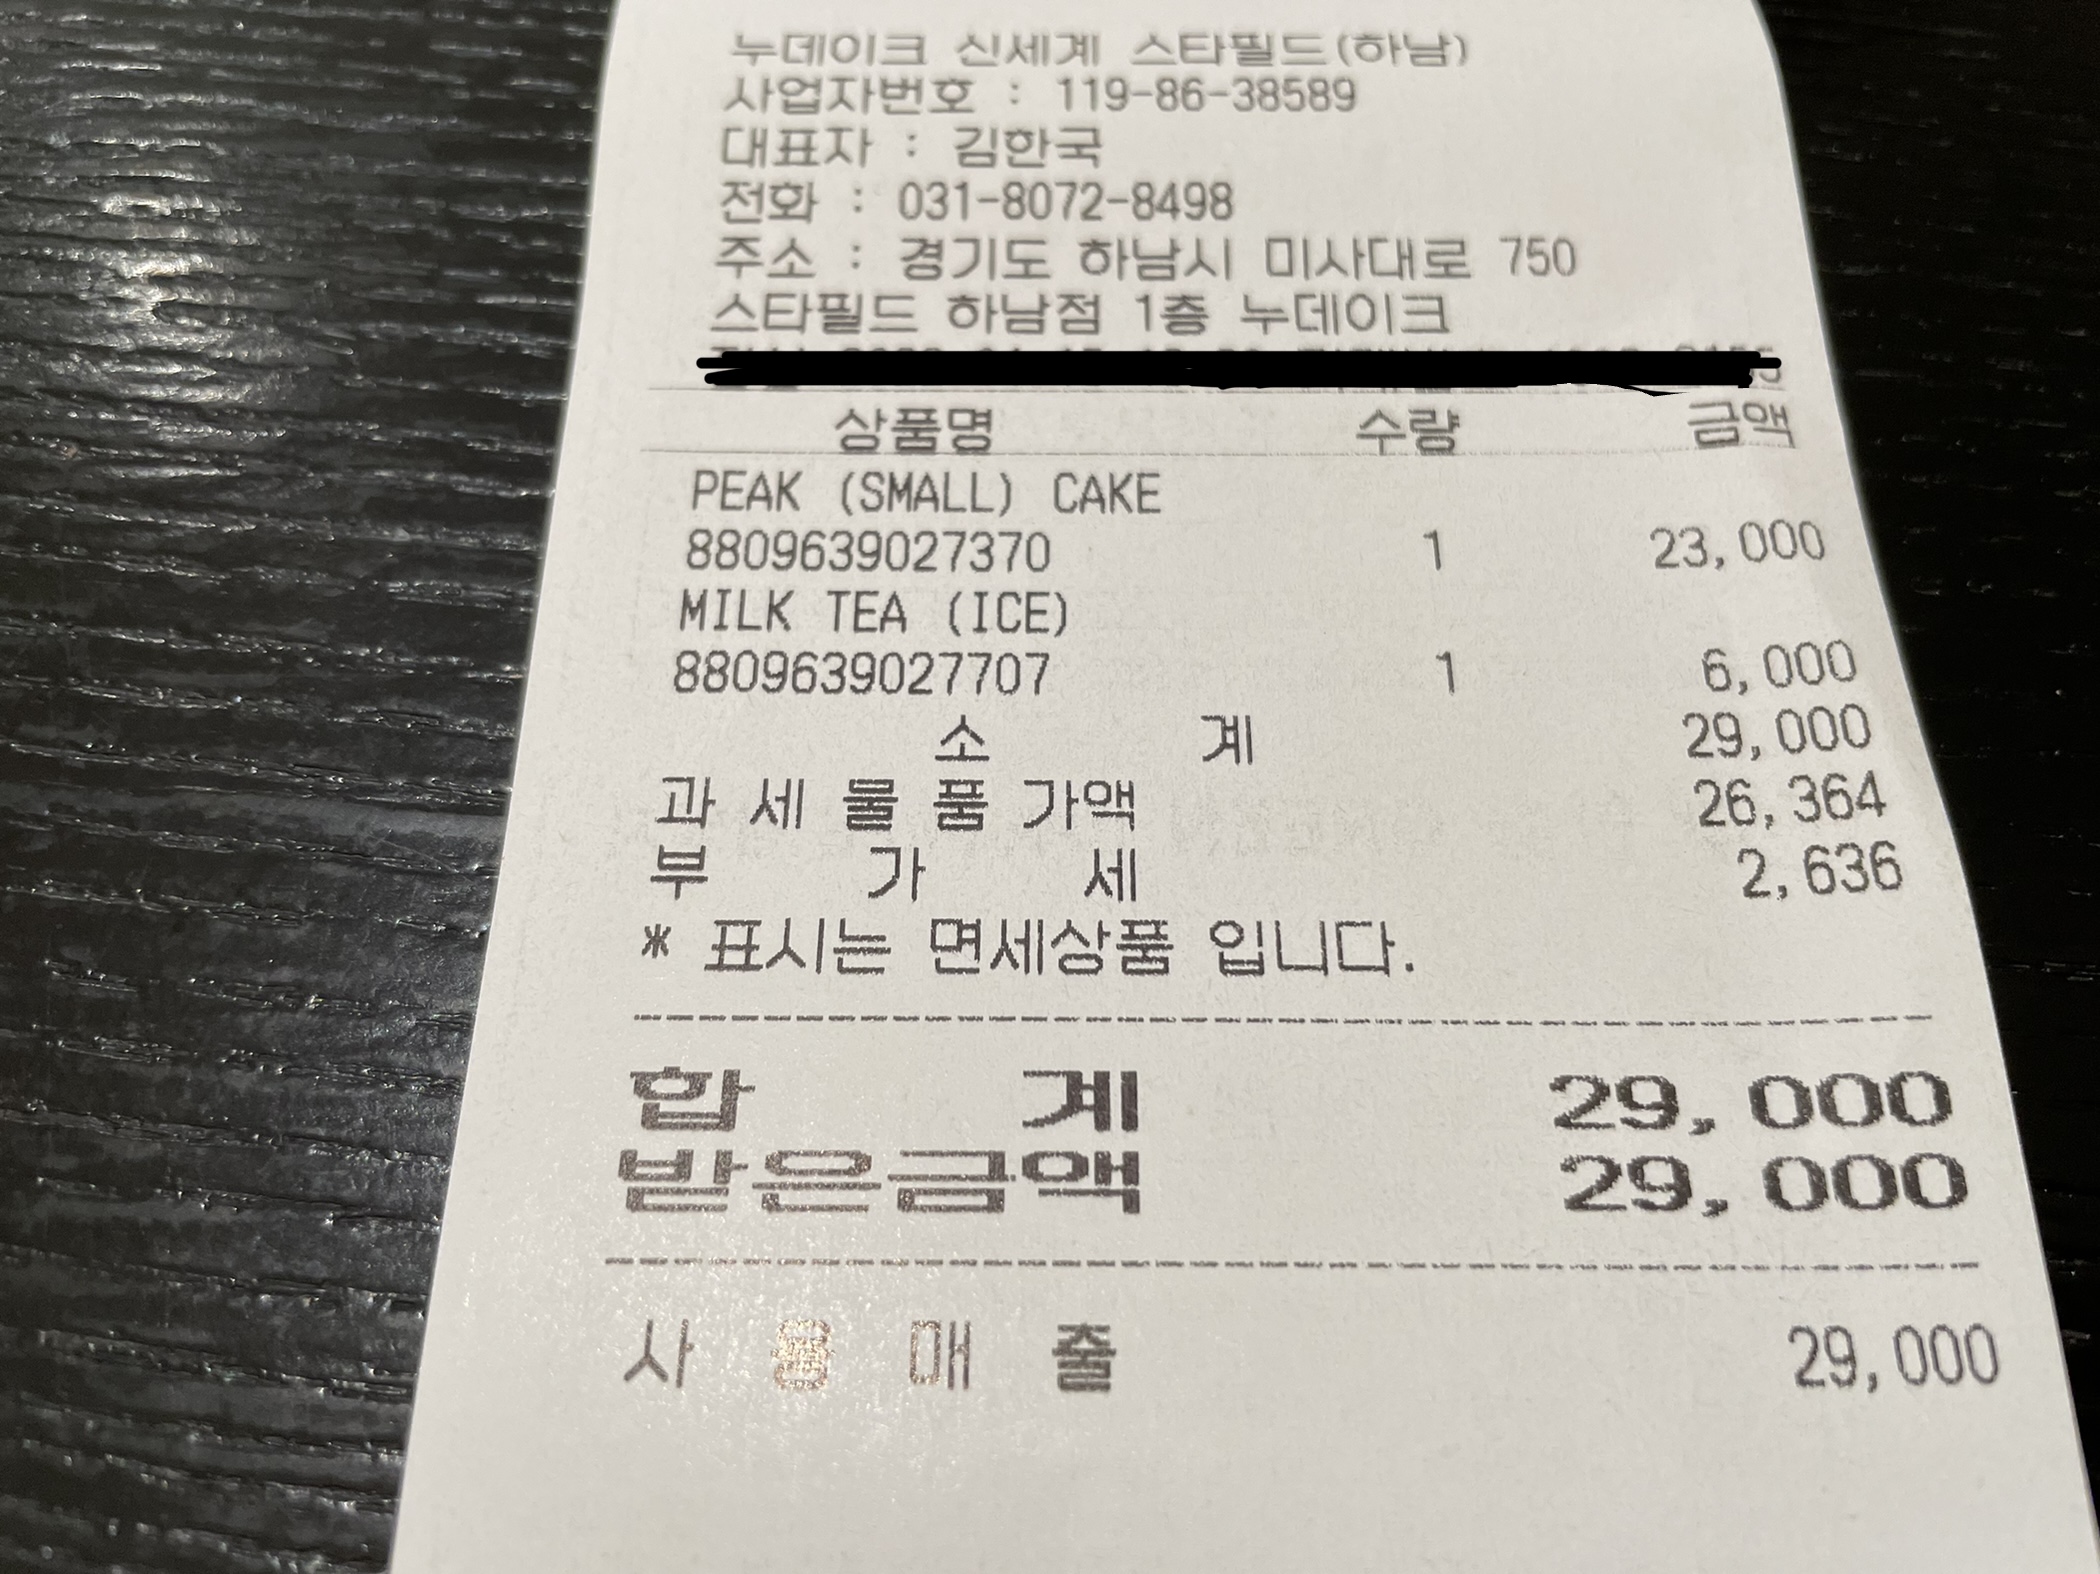 누데이크 신세계 스타필드(하남)
사업자번호 : 119-86-38589
대표자 : 김한국
전화 : 031-8072-8498
주소 : 경기도 하남시 미사대로 750
스타필드 하남점 1층 누데이크
상품명 수량 금액
PEAK (SMALL) CAKE
8809639027370 1 23,000
MILK TEA (ICE)
8809639027707 1 6,000
소 계 29,000
과 세 물 품 가액 26,364
부 가 세 2,636
* 표시는 면세상품 입니다.
합 계 29,000
받은금액 29,000
사 용 매 출 29,000